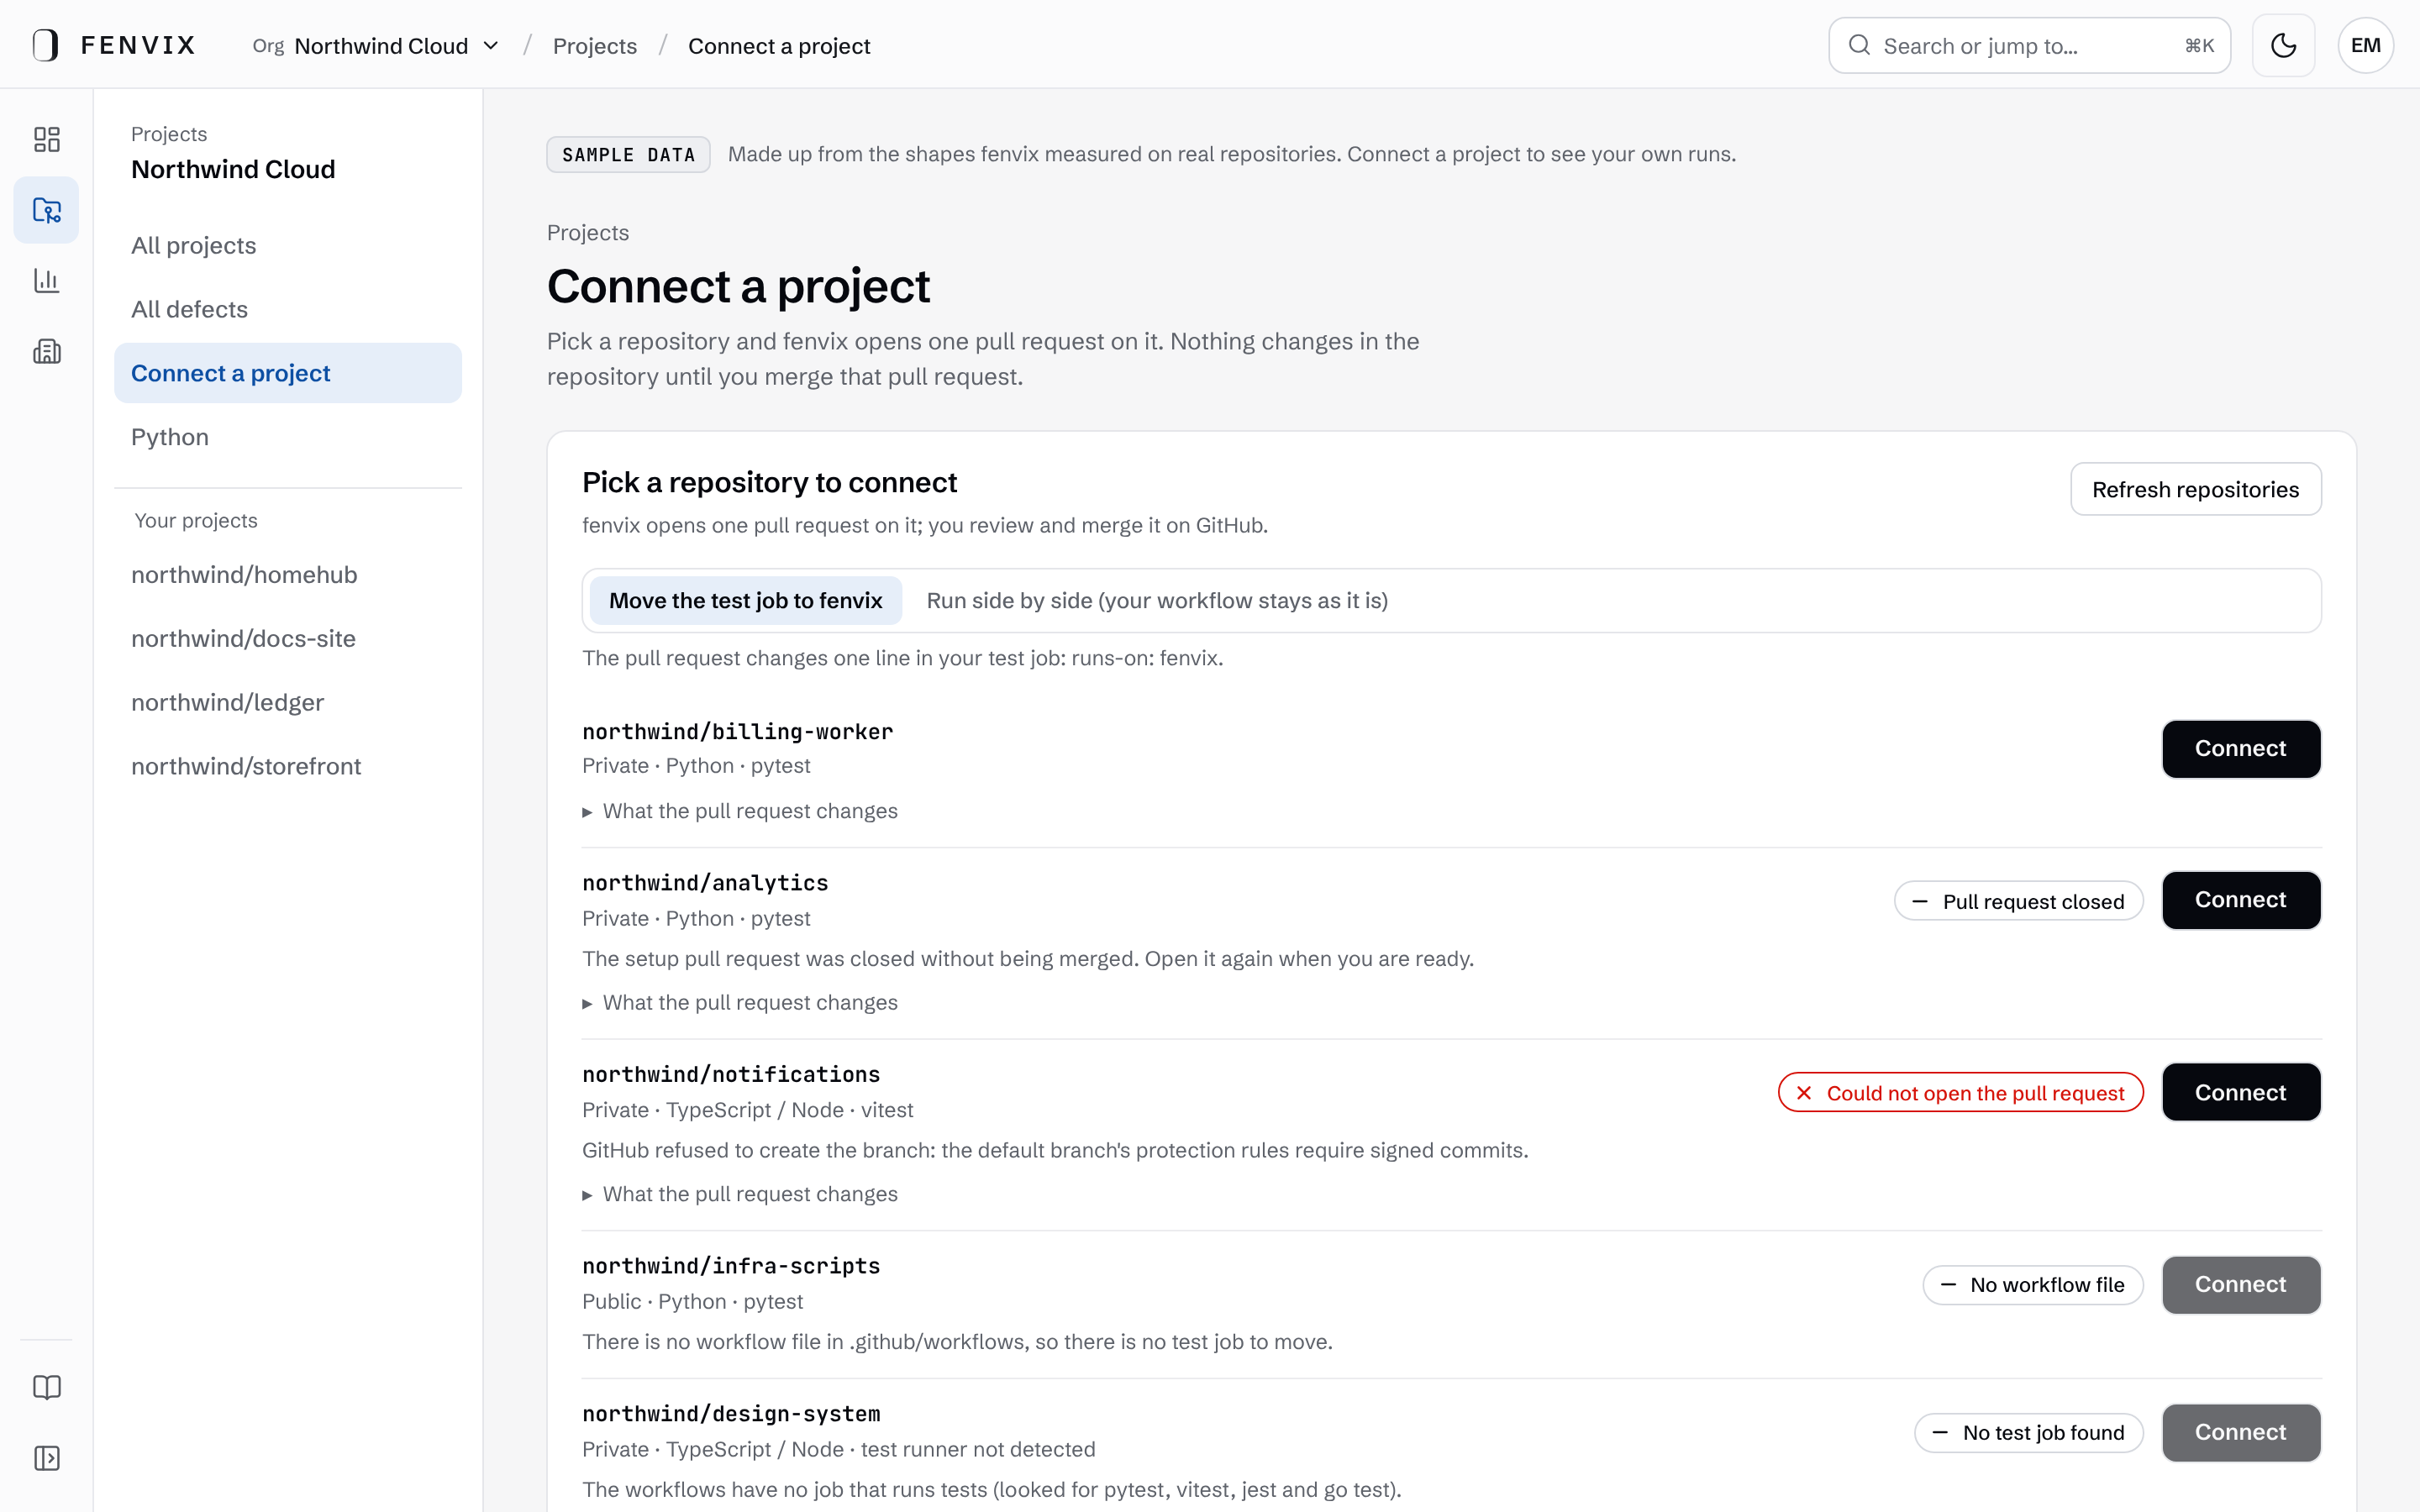 FENVIX
Org Northwind Cloud / Projects / Connect a project
Search or jump to... ⌘K
EM
Projects
Northwind Cloud
All projects
All defects
Connect a project
Python
Your projects
northwind/homehub
northwind/docs-site
northwind/ledger
northwind/storefront
SAMPLE DATA Made up from the shapes fenvix measured on real repositories. Connect a project to see your own runs.
Projects
Connect a project
Pick a repository and fenvix opens one pull request on it. Nothing changes in the
repository until you merge that pull request.
Pick a repository to connect
Refresh repositories
fenvix opens one pull request on it; you review and merge it on GitHub.
Move the test job to fenvix Run side by side (your workflow stays as it is)
The pull request changes one line in your test job: runs-on: fenvix.
northwind/billing-worker
Connect
Private · Python · pytest
▸ What the pull request changes
northwind/analytics
— Pull request closed Connect
Private · Python · pytest
The setup pull request was closed without being merged. Open it again when you are ready.
▸ What the pull request changes
northwind/notifications
✕ Could not open the pull request Connect
Private · TypeScript / Node · vitest
GitHub refused to create the branch: the default branch's protection rules require signed commits.
▸ What the pull request changes
northwind/infra-scripts
— No workflow file Connect
Public · Python · pytest
There is no workflow file in .github/workflows, so there is no test job to move.
northwind/design-system
— No test job found Connect
Private · TypeScript / Node · test runner not detected
The workflows have no job that runs tests (looked for pytest, vitest, jest and go test).